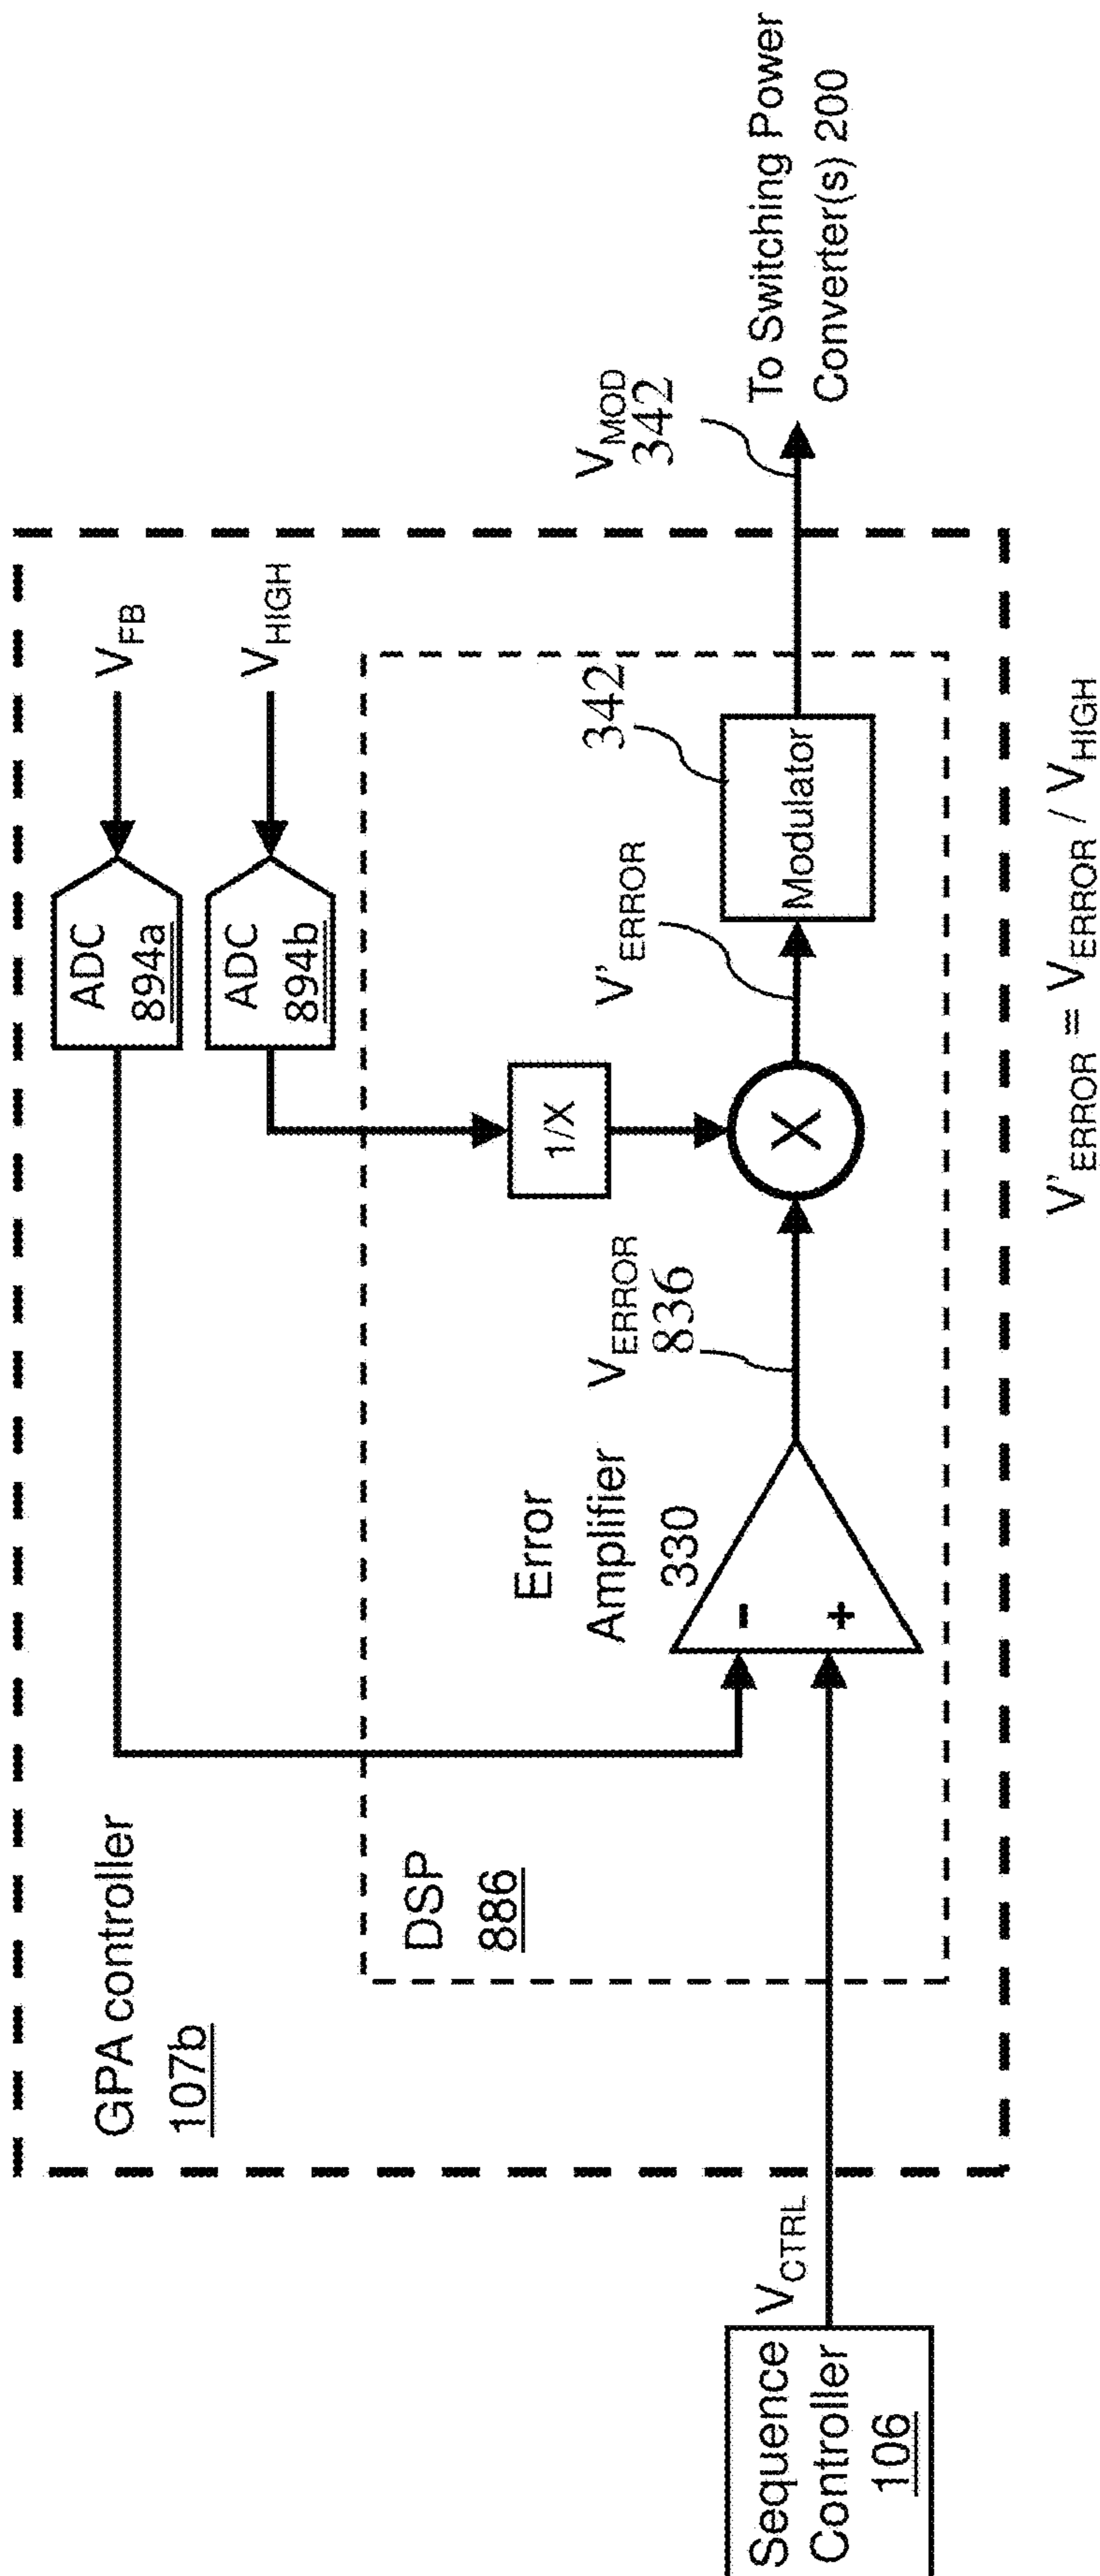 GPA controller
107b
ADC
894a
V_FB
ADC
894b
V_HIGH
DSP
886
Error
Amplifier
330
-
+
V_ERROR
836
1/X
X
V'_ERROR
342
Modulator
V_MOD
342
To Switching Power
Converter(s) 200
Sequence
Controller
106
V_CTRL
V'_ERROR = V_ERROR / V_HIGH